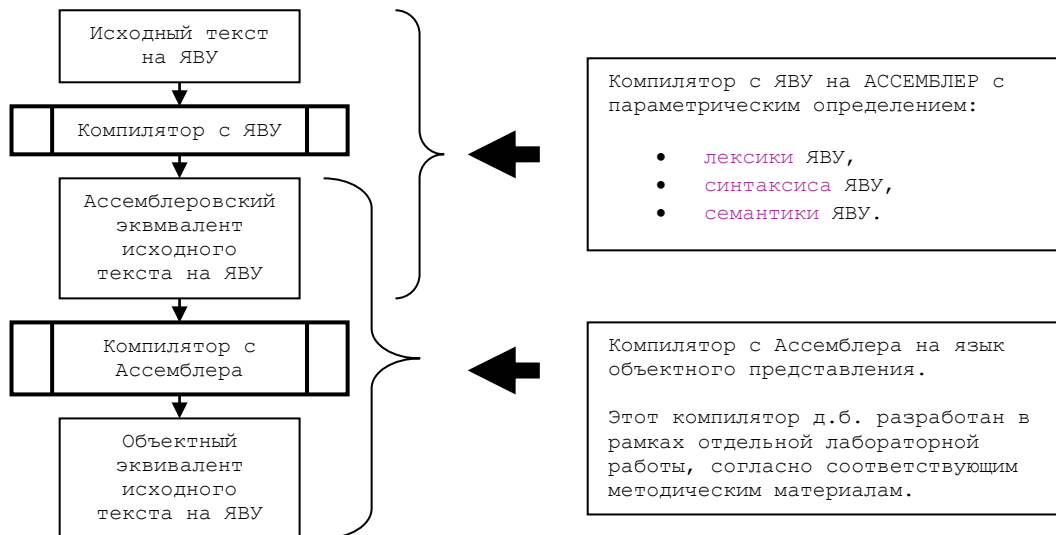 Исходный текст
на ЯВУ
Компилятор с ЯВУ
Ассемблеровский
эквмвалент
исходного
текста на ЯВУ
Компилятор с
Ассемблера
Объектный
эквивалент
исходного
текста на ЯВУ
Компилятор с ЯВУ на АССЕМБЛЕР с
параметрическим определением:
• лексики ЯВУ,
• синтаксиса ЯВУ,
• семантики ЯВУ.
Компилятор с Ассемблера на язык
объектного представления.
Этот компилятор д.б. разработан в
рамках отдельной лабораторной
работы, согласно соответствующим
методическим материалам.